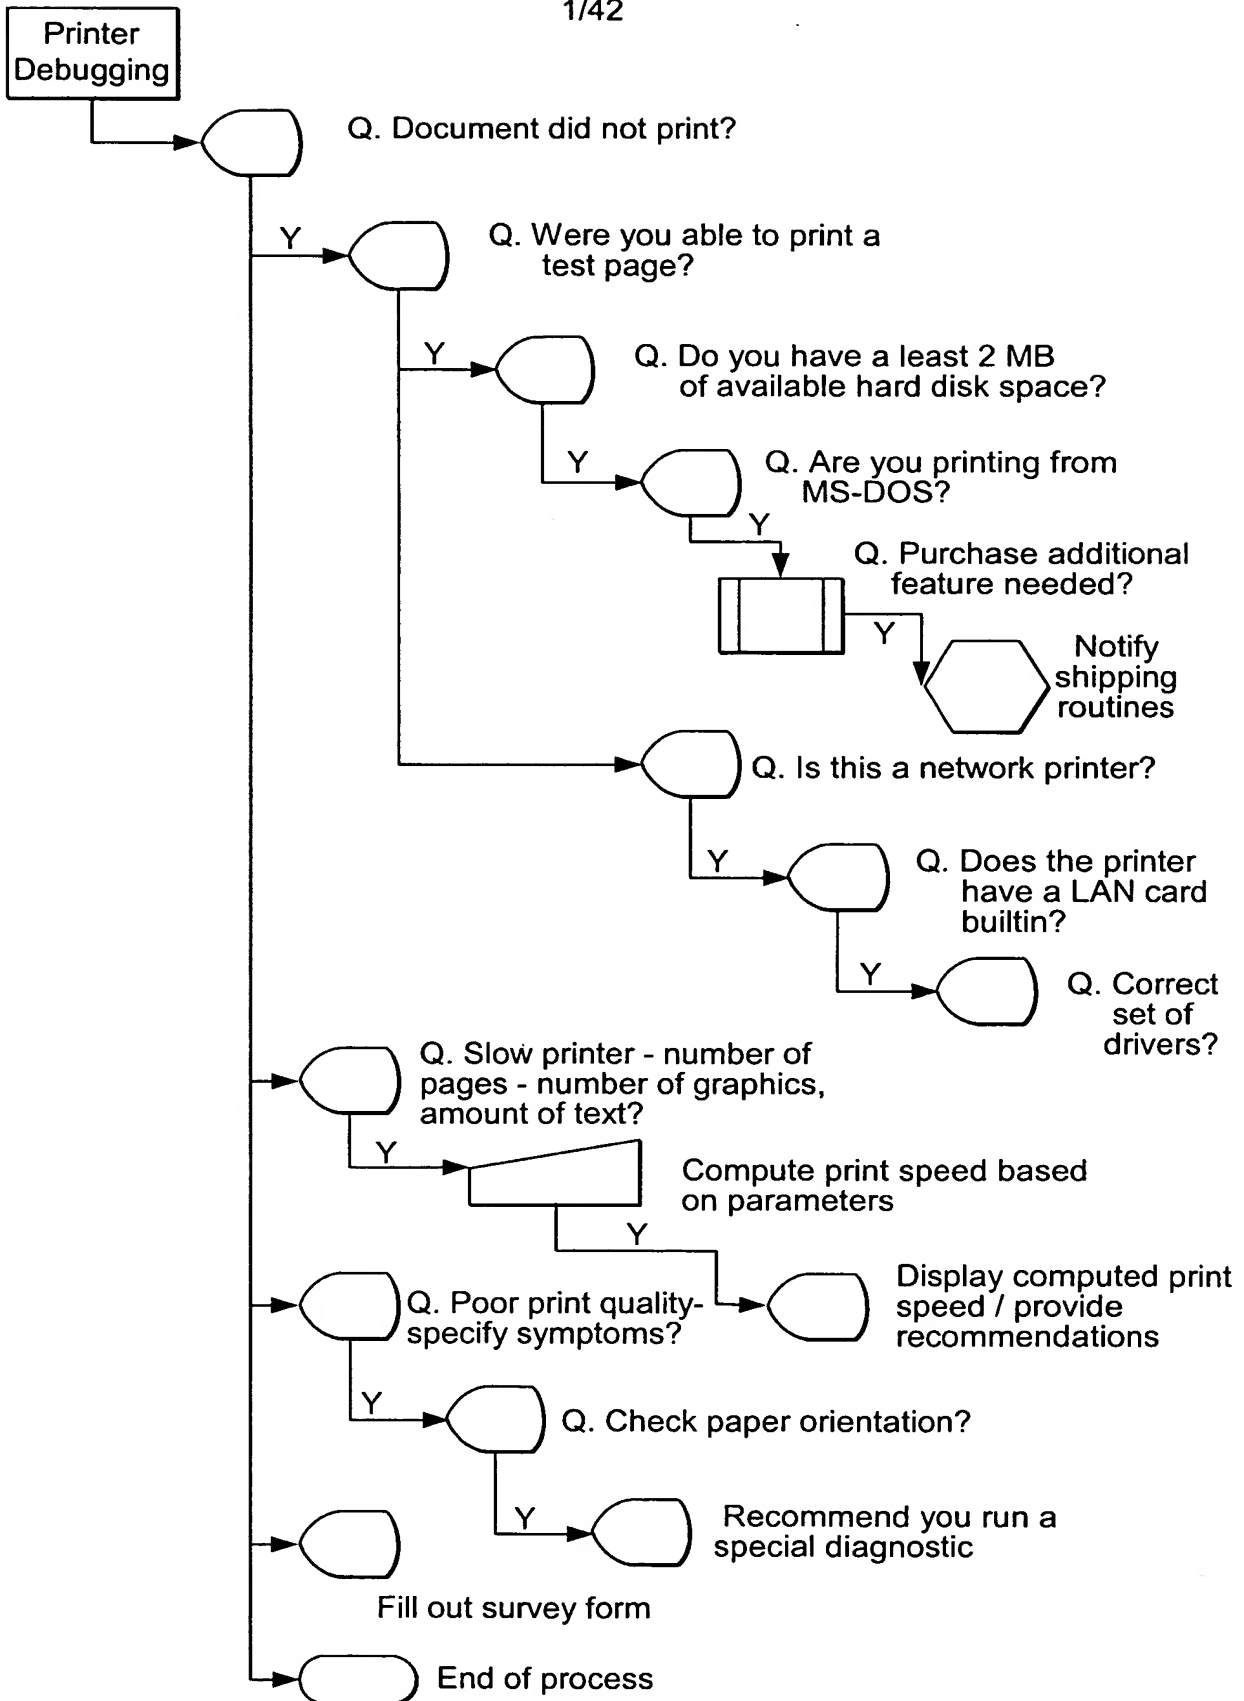 1/42
Printer
Debugging
Q. Document did not print?
Y
Q. Were you able to print a
test page?
Y
Q. Do you have a least 2 MB
of available hard disk space?
Y
Q. Are you printing from
MS-DOS?
Y
Q. Purchase additional
feature needed?
Y
Notify
shipping
routines
Q. Is this a network printer?
Y
Q. Does the printer
have a LAN card
builtin?
Y
Q. Correct
set of
drivers?
Q. Slow printer - number of
pages - number of graphics,
amount of text?
Y
Compute print speed based
on parameters
Y
Display computed print
speed / provide
recommendations
Q. Poor print quality-
specify symptoms?
Y
Q. Check paper orientation?
Y
Recommend you run a
special diagnostic
Fill out survey form
End of process